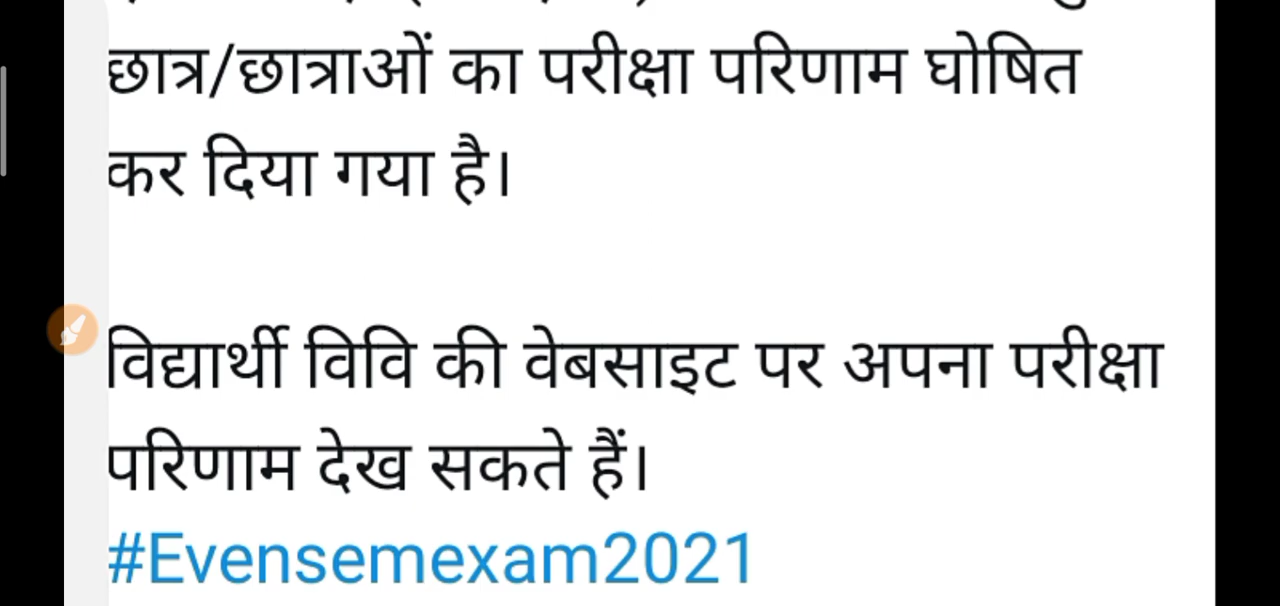 छात्र/छात्राओं का परीक्षा परिणाम घोषित
कर दिया गया है।
विद्यार्थी विवि की वेबसाइट पर अपना परीक्षा
परिणाम देख सकते हैं।
#Evensemexam2021